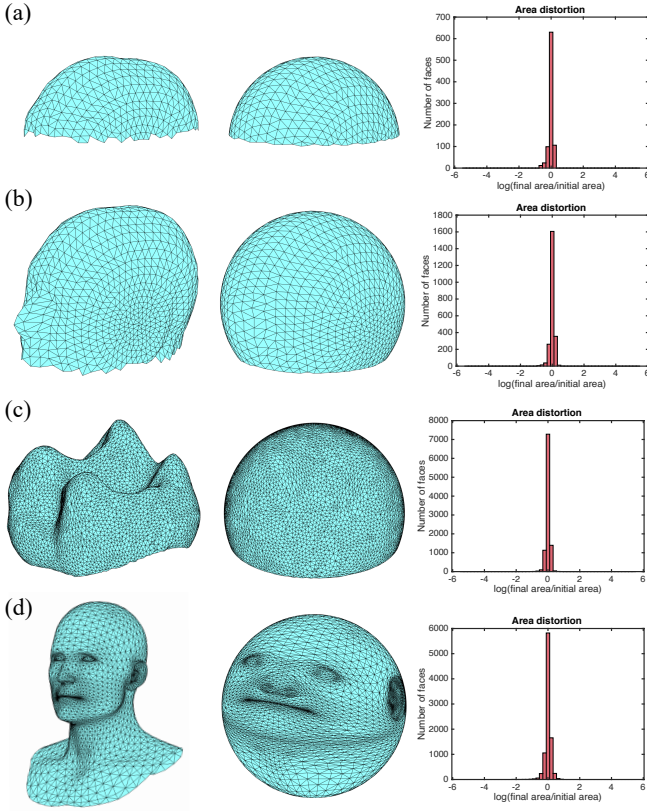 (a)
Area distortion
Number of faces
700
600
500
400
300
200
100
0
-6 -4 -2 0 2 4 6
log(final area/initial area)
(b)
Area distortion
Number of faces
1800
1600
1400
1200
1000
800
600
400
200
0
-6 -4 -2 0 2 4 6
log(final area/initial area)
(c)
Area distortion
Number of faces
8000
7000
6000
5000
4000
3000
2000
1000
0
-6 -4 -2 0 2 4 6
log(final area/initial area)
(d)
Area distortion
Number of faces
6000
5000
4000
3000
2000
1000
0
-6 -4 -2 0 2 4 6
log(final area/initial area)